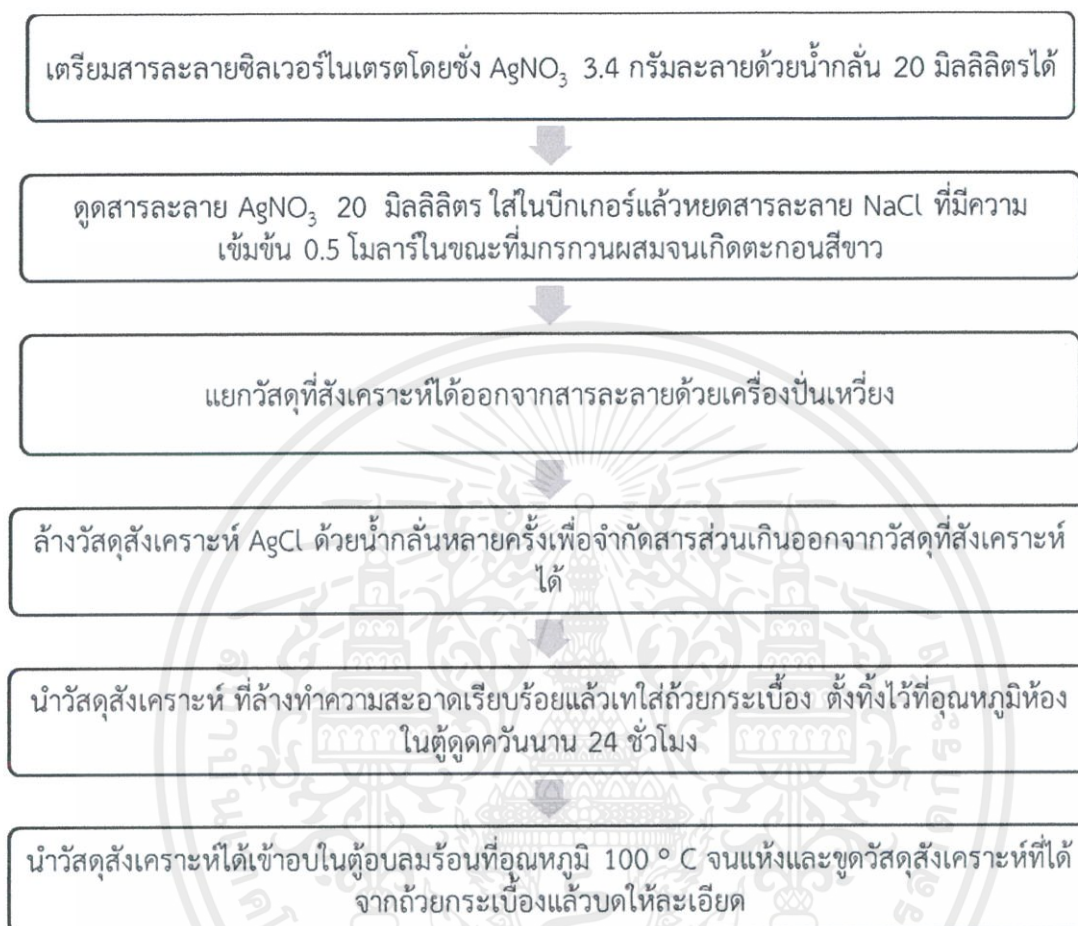 เตรียมสารละลายซิลเวอร์ไนเตรตโดยชั่ง AgNO₃ 3.4 กรัมละลายด้วยน้ำกลั่น 20 มิลลิลิตรได้
ดูดสารละลาย AgNO₃ 20 มิลลิลิตร ใส่ในบีกเกอร์แล้วหยดสารละลาย NaCl ที่มีความ
เข้มข้น 0.5 โมลาร์ในขณะที่มกรกวนผสมจนเกิดตะกอนสีขาว
แยกวัสดุที่สังเคราะห์ได้ออกจากสารละลายด้วยเครื่องปั่นเหวี่ยง
ล้างวัสดุสังเคราะห์ AgCl ด้วยน้ำกลั่นหลายครั้งเพื่อจำกัดสารส่วนเกินออกจากวัสดุที่สังเคราะห์
ได้
นำวัสดุสังเคราะห์ ที่ล้างทำความสะอาดเรียบร้อยแล้วเทใส่ถ้วยกระเบื้อง ตั้งทิ้งไว้ที่อุณหภูมิห้อง
ในตู้ดูดควันนาน 24 ชั่วโมง
นำวัสดุสังเคราะห์ได้เข้าอบในตู้อบลมร้อนที่อุณหภูมิ 100 ° C จนแห้งและขูดวัสดุสังเคราะห์ที่ได้
จากถ้วยกระเบื้องแล้วบดให้ละเอียด